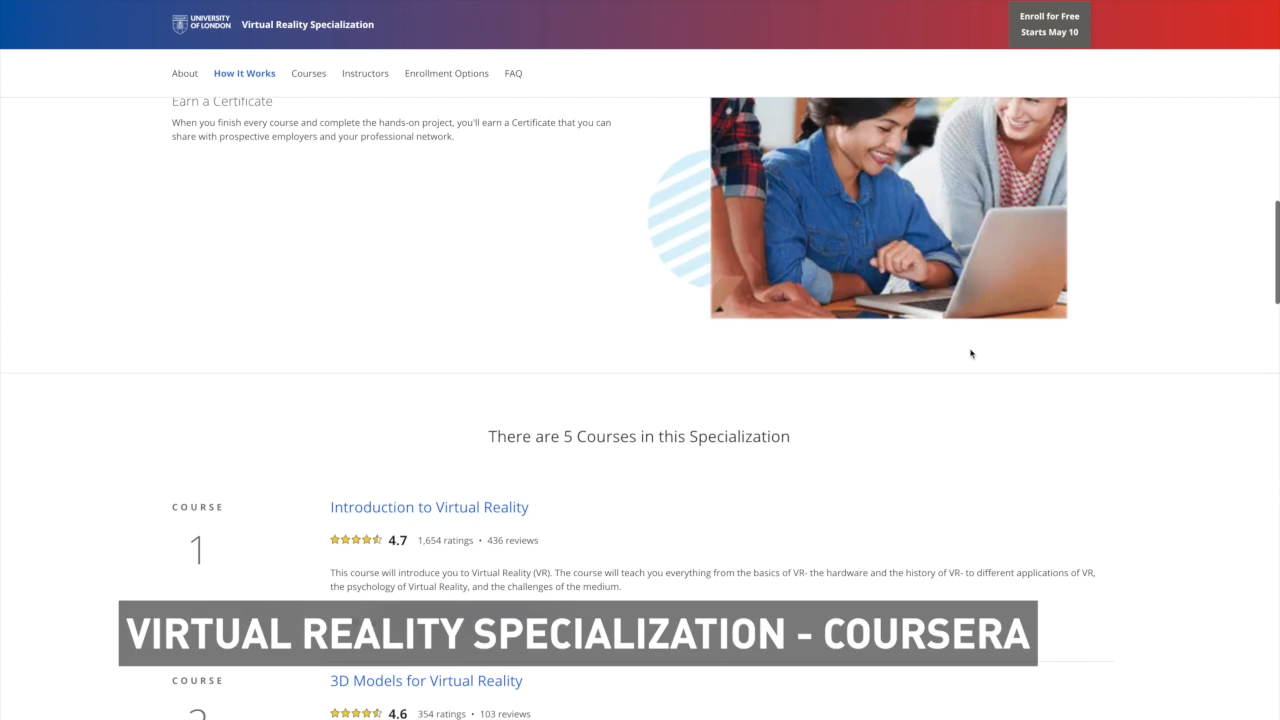 UNIVERSITY
OF LONDON
Virtual Reality Specialization
Enroll for Free
Starts May 10
About How It Works Courses Instructors Enrollment Options FAQ
Earn a Certificate
When you finish every course and complete the hands-on project, you'll earn a Certificate that you can
share with prospective employers and your professional network.
There are 5 Courses in this Specialization
COURSE
1
Introduction to Virtual Reality
4.7 1,654 ratings • 436 reviews
This course will introduce you to Virtual Reality (VR). The course will teach you everything from the basics of VR- the hardware and the history of VR- to different applications of VR,
the psychology of Virtual Reality, and the challenges of the medium.
VIRTUAL REALITY SPECIALIZATION - COURSERA
COURSE
2
3D Models for Virtual Reality
4.6 354 ratings • 103 reviews